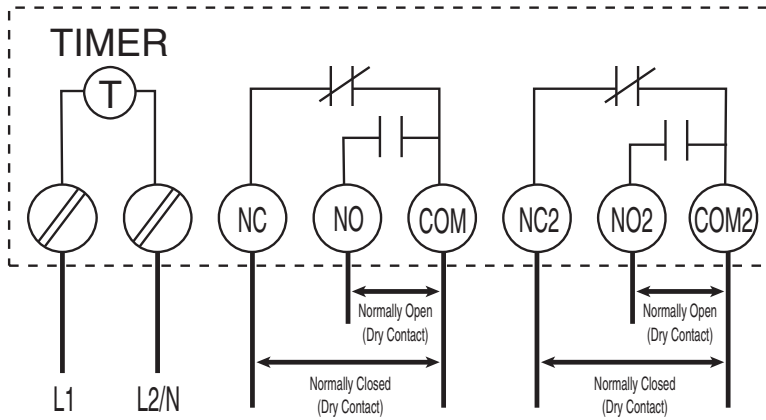 TIMER
T
NC
NO
COM
NC2
NO2
COM2
Normally Open
(Dry Contact)
Normally Open
(Dry Contact)
L1
L2/N
Normally Closed
(Dry Contact)
Normally Closed
(Dry Contact)